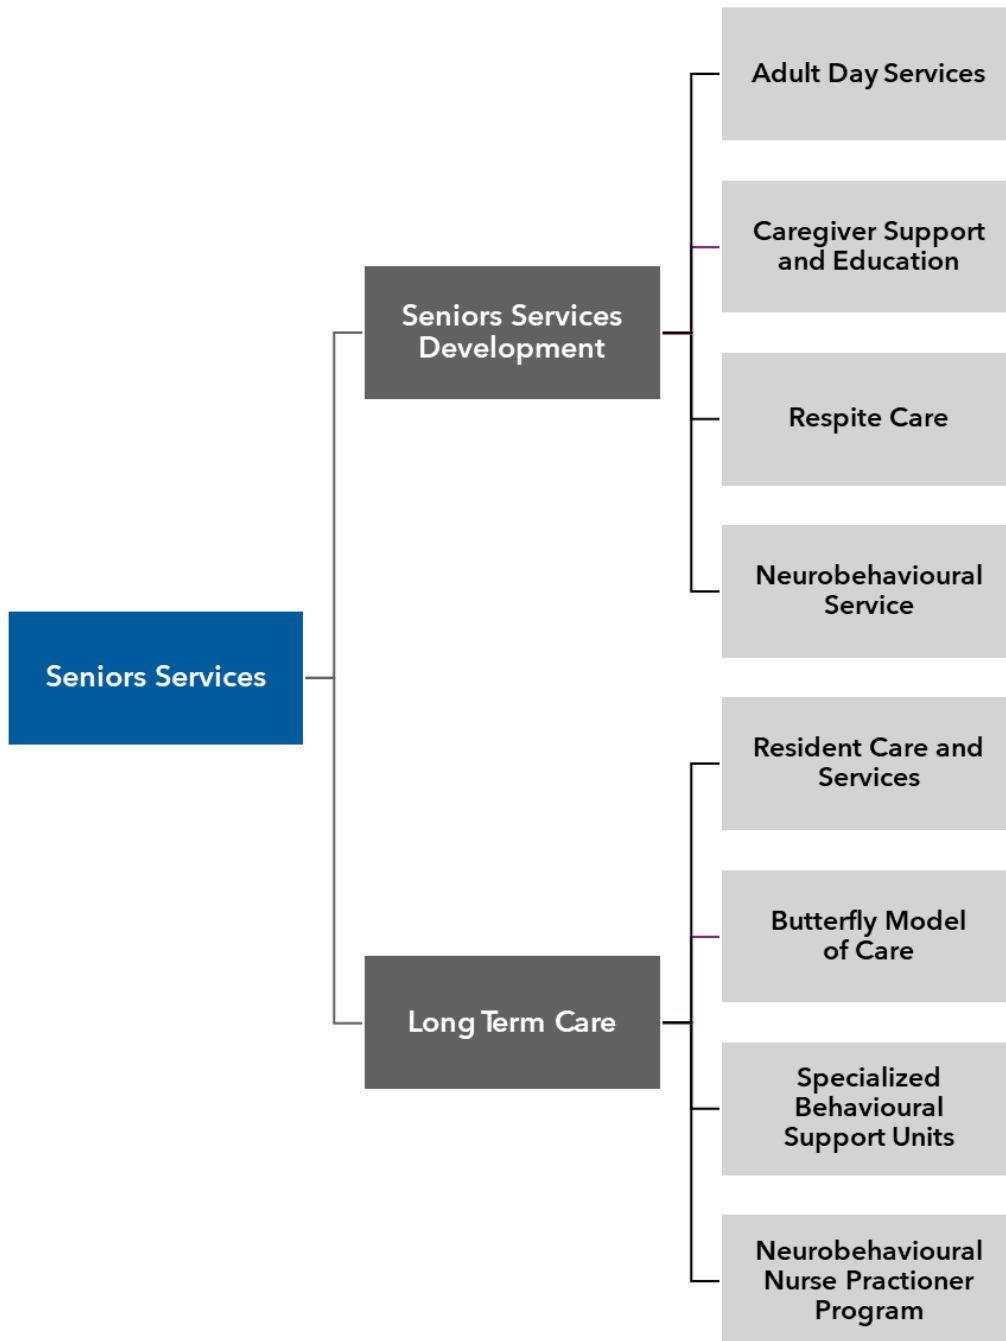 Adult Day Services
Caregiver Support
and Education
Seniors Services
Development
Respite Care
Neurobehavioural
Service
Seniors Services
Resident Care and
Services
Butterfly Model
of Care
Long Term Care
Specialized
Behavioural
Support Units
Neurobehavioural
Nurse Practioner
Program